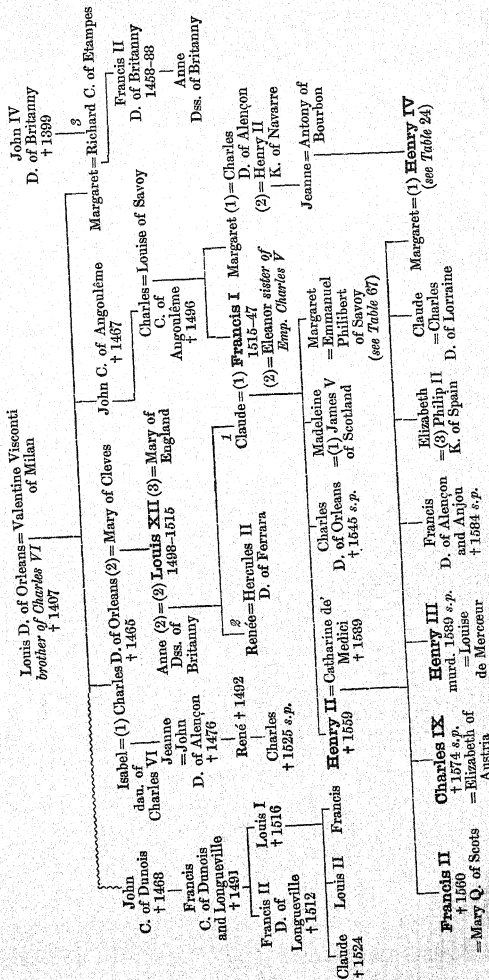 Louis D. of Orleans=Valentine Visconti
brother of Charles VI of Milan
†1407
John IV
D. of Britanny
†1399
3
Isabel=(1) Charles D. of Orleans (2)=Mary of Cleves
dau. of †1465
Charles VI
John C. of Angoulême
†1467
Margaret=Richard C. of Etampes
John
C. of Dunois
†1468
Jeanne
=John
D. of Alençon
†1476
Anne (2)=(2) Louis XII (3)=Mary of
Dss. of 1498-1515 England
Britanny
Charles=Louise of Savoy
C. of
Angoulême
†1496
Francis II
D. of Britanny
1458-88
Francis
C. of Dunois
and Longueville
†1491
René †1492
Anne
Dss. of Britanny
Francis II
D. of
Longueville
†1512
Louis I
†1516
Charles
†1525 s.p.
2
Renée=Hercules II
D. of Ferrara
1
Claude=(1) Francis I
1515-47
(2)=Eleanor sister of
Emp. Charles V
Margaret (1)=Charles
D. of Alençon
(2)=Henry II
K. of Navarre
Claude
†1524
Louis II
Francis
Henry II=Catharine de'
†1559 Medici
†1589
Charles
D. of Orleans
†1545 s.p.
Madeleine
=(1) James V
of Scotland
Margaret
=Emmanuel
Philibert
of Savoy
(see Table 67)
Jeanne=Antony of
Bourbon
Francis II
†1560
=Mary Q. of Scots
Charles IX
†1574 s.p.
=Elizabeth of
Austria
Henry III
murd. 1589 s.p.
=Louise
de Mercœur
Francis
D. of Alençon
and Anjou
†1584 s.p.
Elizabeth
=(3) Philip II
K. of Spain
Claude
=Charles
D. of Lorraine
Margaret=(1) Henry IV
(see Table 24)